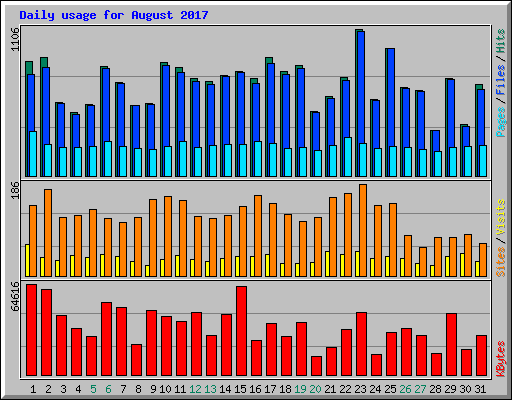 Daily usage for August 2017
1106
Pages / Files / Hits
186
Sites / Visits
64616
KBytes
1 2 3 4 5 6 7 8 9 10 11 12 13 14 15 16 17 18 19 20 21 22 23 24 25 26 27 28 29 30 31